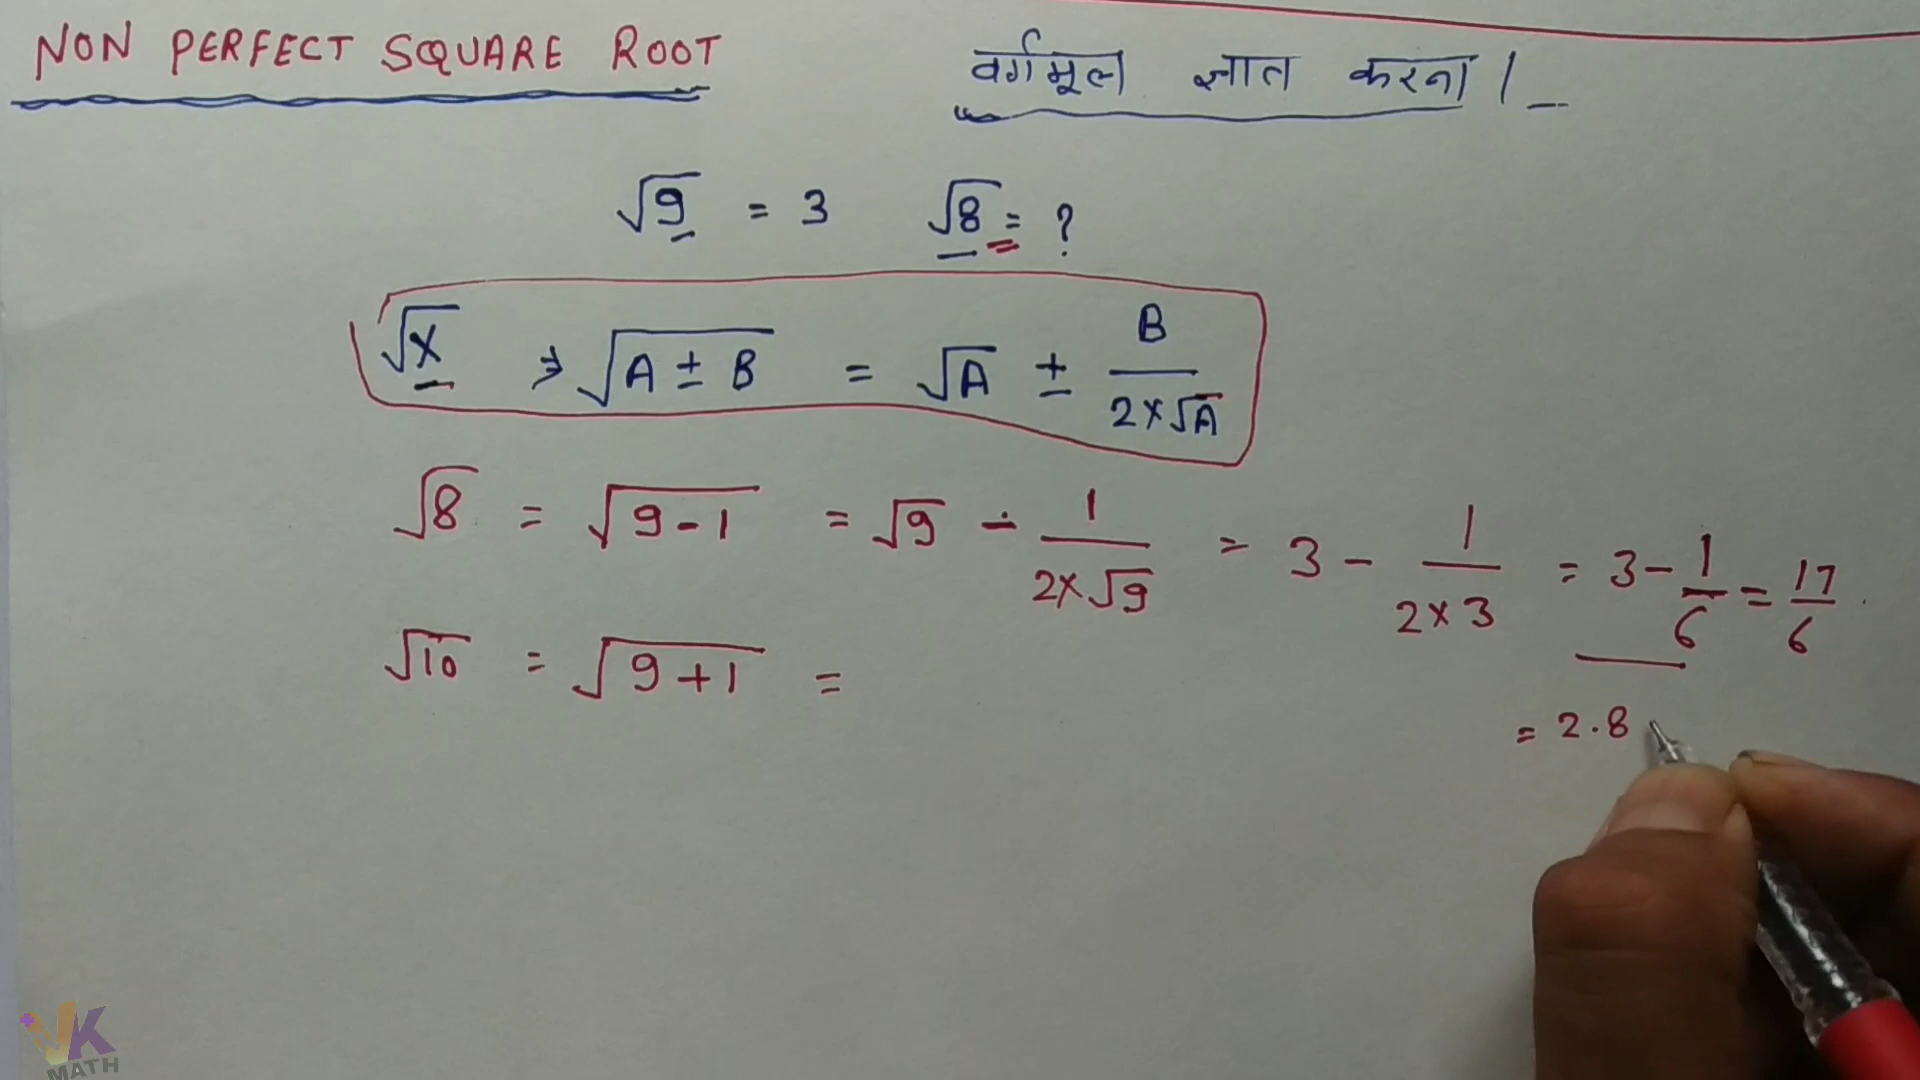 NON PERFECT SQUARE ROOT
वर्गमूल ज्ञात करना । _
√9 = 3 √8 = ?
√X ⇒ √(A ± B) = √A ± B/(2×√A)
√8 = √(9-1) = √9 - 1/(2×√9) = 3 - 1/(2×3) = 3 - 1/6 = 17/6
√10 = √(9+1) =
= 2.8
VK
MATH